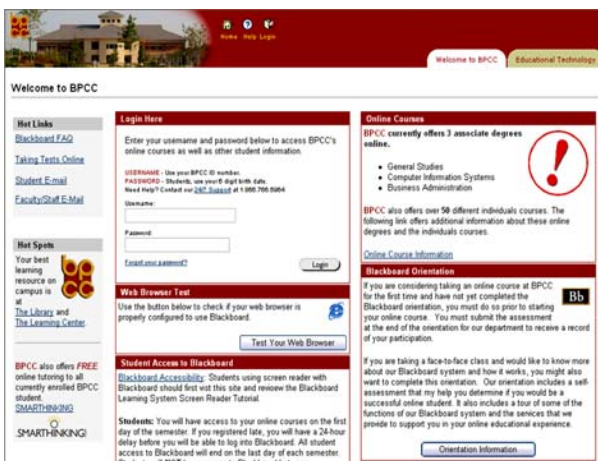 Home Help Login
Welcome to BPCC
Educational Technology
Welcome to BPCC
Hot Links
Blackboard FAQ
Taking Tests Online
Student E-mail
Faculty/Staff E-Mail
Hot Spots
Your best
learning
resource on
campus is
at
The Library and
The Learning Center.
BPCC also offers FREE
online tutoring to all
currently enrolled BPCC
student.
SMARTHINKING
SMARTHINKING
Login Here
Enter your username and password below to access BPCC's
online courses as well as other student information.
USERNAME - Use your BPCC ID number.
PASSWORD - Students, use your 6 digit birth date.
Need Help? Contact our 24/7 Support at 1.866.766.5964
Username:
Password:
Forgot your password?
Login
Web Browser Test
Use the button below to check if your web browser is
properly configured to use Blackboard.
Test Your Web Browser
Student Access to Blackboard
Blackboard Accessibility: Students using screen reader with
Blackboard should first vist this site and revioew the Blackboard
Learning System Screen Reader Tutorial
Students: You will have access to your online courses on the first
day of the semester. If you registered late, you will have a 24-hour
delay before you will be able to log into Blackboard. All student
access to Blackboard will end on the last day of each semester.
Online Courses
BPCC currently offers 3 associate degrees
online.
General Studies
Computer Information Systems
Business Administration
BPCC also offers over 50 different individuals courses. The
following link offers additional information about these online
degrees and the individuals courses.
Online Course Information
Blackboard Orientation
If you are considering taking an online course at BPCC
for the first time and have not yet completed the
Blackboard orientation, you must do so prior to starting
your online course. You must submit the assessment
at the end of the orientation for our department to receive a record
of your participation.
Bb
If you are taking a face-to-face class and would like to know more
about our Blackboard system and how it works, you might also
want to complete this orientation. Our orientation includes a self-
assessment that my help you determine if you would be a
successful online student. It also includes a tour of some of the
functions of our Blackboard system and the services that we
provide to support you in your online educational experience.
Orientation Information